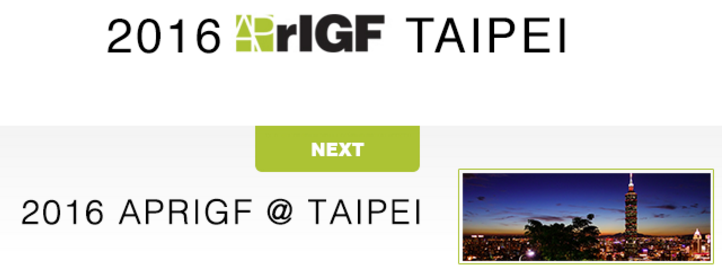 2016 APrIGF TAIPEI
NEXT
2016 APRIGF @ TAIPEI